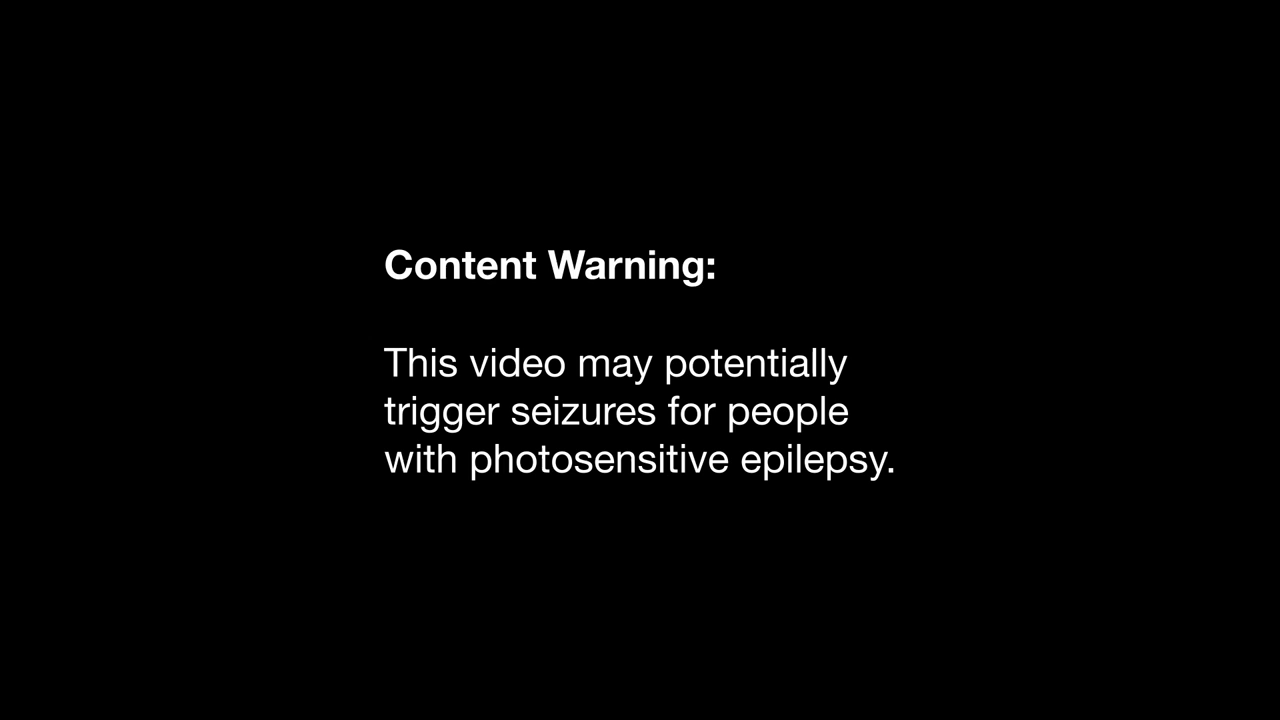 Content Warning:
This video may potentially
trigger seizures for people
with photosensitive epilepsy.